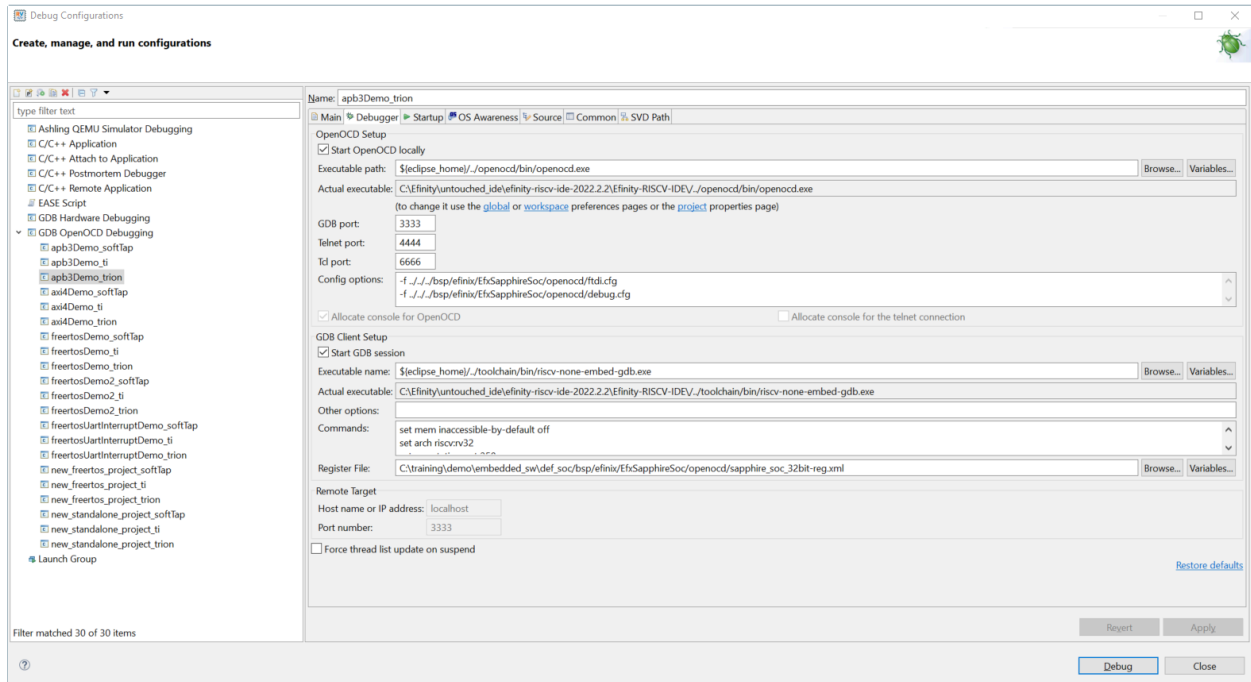 Debug Configurations
Create, manage, and run configurations
type filter text
Ashling QEMU Simulator Debugging
C/C++ Application
C/C++ Attach to Application
C/C++ Postmortem Debugger
C/C++ Remote Application
EASE Script
GDB Hardware Debugging
GDB OpenOCD Debugging
apb3Demo_softTap
apb3Demo_ti
apb3Demo_trion
axi4Demo_softTap
axi4Demo_ti
axi4Demo_trion
freertosDemo_softTap
freertosDemo_ti
freertosDemo_trion
freertosDemo2_softTap
freertosDemo2_ti
freertosDemo2_trion
freertosUartInterruptDemo_softTap
freertosUartInterruptDemo_ti
freertosUartInterruptDemo_trion
new_freertos_project_softTap
new_freertos_project_ti
new_freertos_project_trion
new_standalone_project_softTap
new_standalone_project_ti
new_standalone_project_trion
Launch Group
Filter matched 30 of 30 items
Name: apb3Demo_trion
Main Debugger Startup OS Awareness Source Common SVD Path
OpenOCD Setup
Start OpenOCD locally
Executable path: ${eclipse_home}/../openocd/bin/openocd.exe Browse... Variables...
Actual executable: C:\Efinity\untouched_ide\efinity-riscv-ide-2022.2.2\Efinity-RISCV-IDE\/../openocd/bin/openocd.exe
(to change it use the global or workspace preferences pages or the project properties page)
GDB port: 3333
Telnet port: 4444
Tcl port: 6666
Config options: -f ../../../bsp/efinix/EfxSapphireSoc/openocd/ftdi.cfg
-f ../../../bsp/efinix/EfxSapphireSoc/openocd/debug.cfg
Allocate console for OpenOCD Allocate console for the telnet connection
GDB Client Setup
Start GDB session
Executable name: ${eclipse_home}/../toolchain/bin/riscv-none-embed-gdb.exe Browse... Variables...
Actual executable: C:\Efinity\untouched_ide\efinity-riscv-ide-2022.2.2\Efinity-RISCV-IDE\/../toolchain/bin/riscv-none-embed-gdb.exe
Other options:
Commands: set mem inaccessible-by-default off
set arch riscv:rv32
Register File: C:\training\demo\embedded_sw\def_soc/bsp/efinix/EfxSapphireSoc/openocd/sapphire_soc_32bit-reg.xml Browse... Variables...
Remote Target
Host name or IP address: localhost
Port number: 3333
Force thread list update on suspend
Restore defaults
Revert Apply
Debug Close